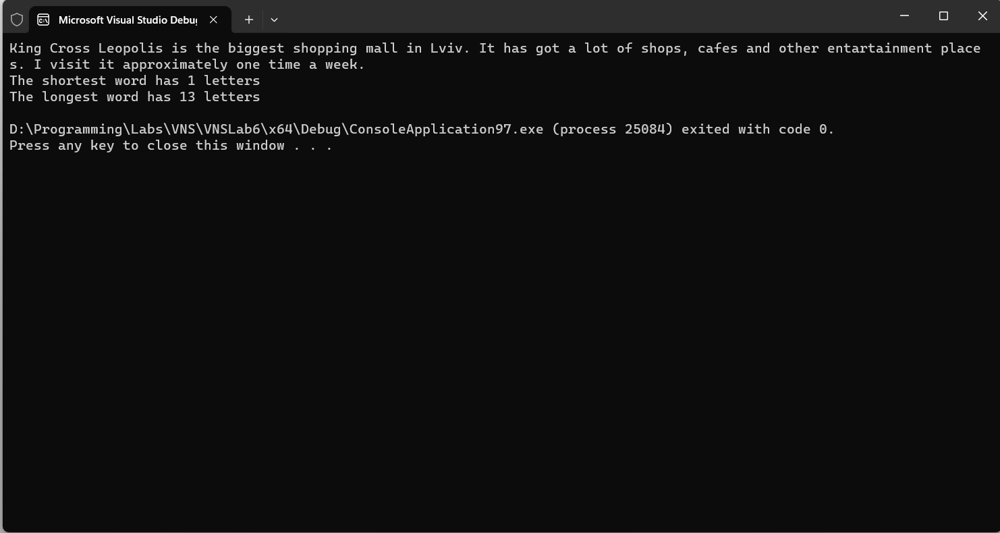 Microsoft Visual Studio Debu
King Cross Leopolis is the biggest shopping mall in Lviv. It has got a lot of shops, cafes and other entartainment place
s. I visit it approximately one time a week.
The shortest word has 1 letters
The longest word has 13 letters
D:\Programming\Labs\VNS\VNSLab6\x64\Debug\ConsoleApplication97.exe (process 25084) exited with code 0.
Press any key to close this window . . .